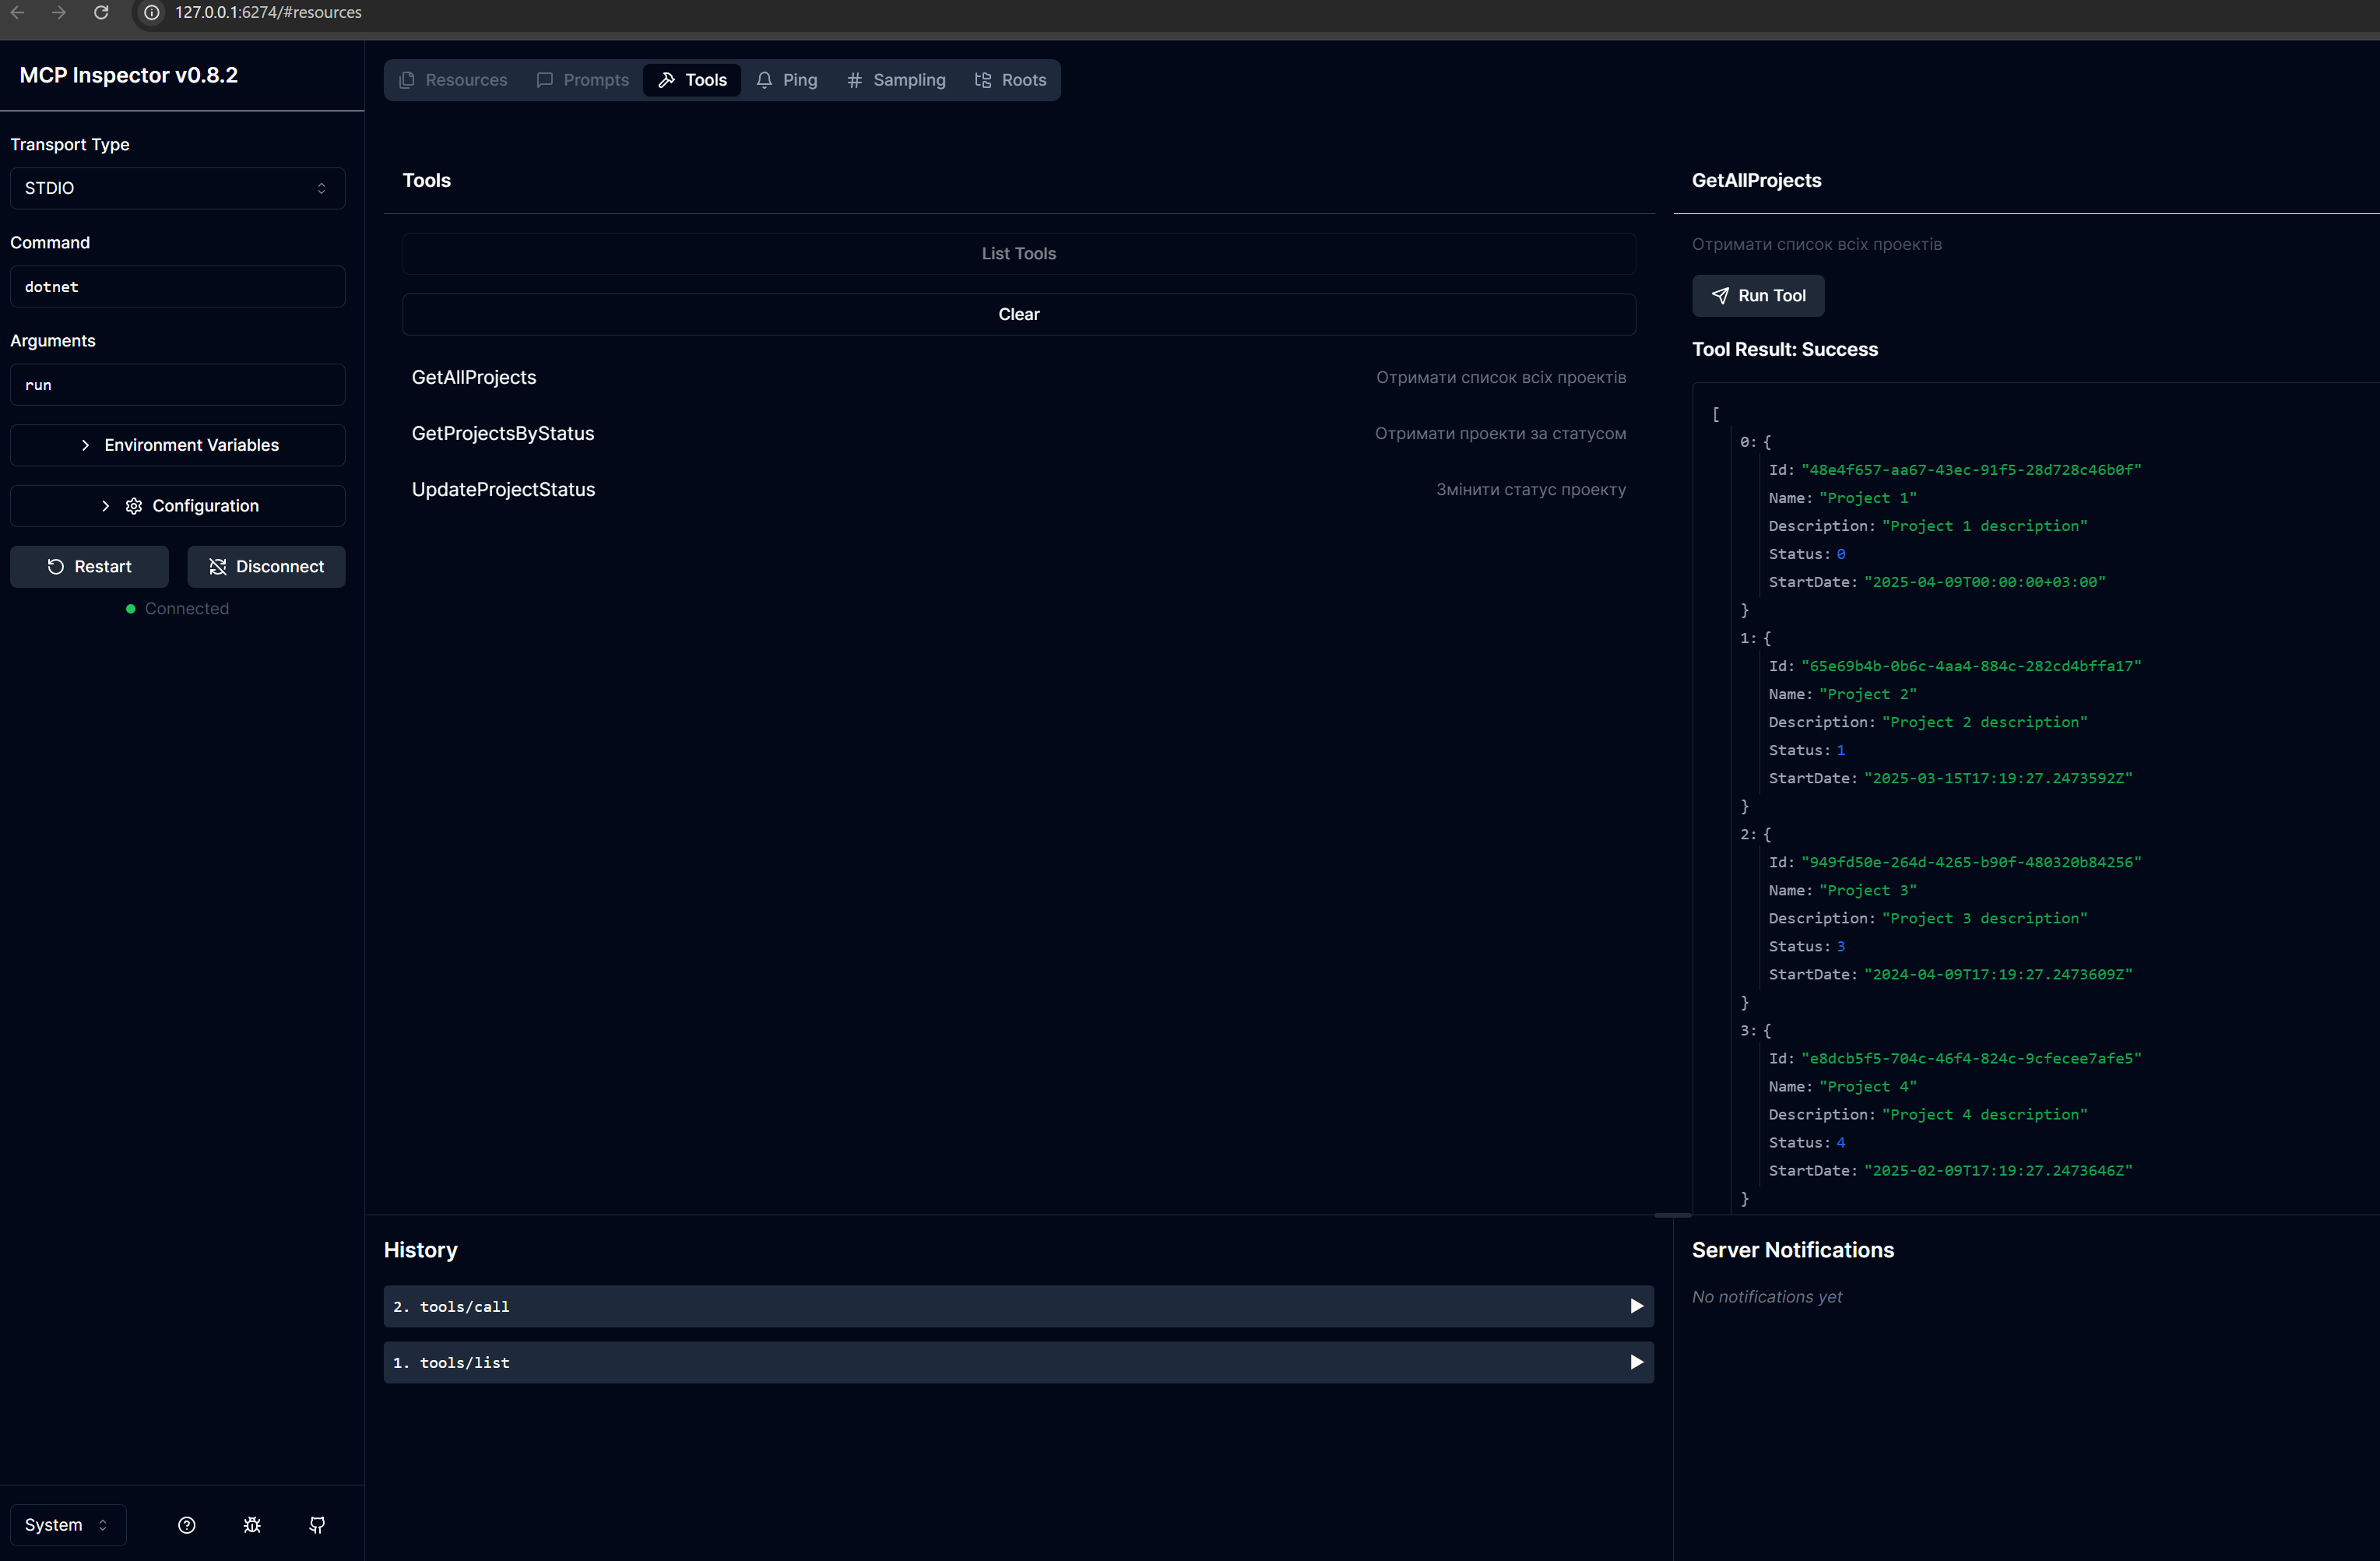 127.0.0.1:6274/#resources
MCP Inspector v0.8.2
Transport Type
STDIO
Command
dotnet
Arguments
run
Environment Variables
Configuration
Restart
Disconnect
Connected
System
Resources
Prompts
Tools
Ping
Sampling
Roots
Tools
List Tools
Clear
GetAllProjects
Отримати список всіх проектів
GetProjectsByStatus
Отримати проекти за статусом
UpdateProjectStatus
Змінити статус проекту
GetAllProjects
Отримати список всіх проектів
Run Tool
Tool Result: Success
[
0: {
Id: "48e4f657-aa67-43ec-91f5-28d728c46b0f"
Name: "Project 1"
Description: "Project 1 description"
Status: 0
StartDate: "2025-04-09T00:00:00+03:00"
}
1: {
Id: "65e69b4b-0b6c-4aa4-884c-282cd4bffa17"
Name: "Project 2"
Description: "Project 2 description"
Status: 1
StartDate: "2025-03-15T17:19:27.2473592Z"
}
2: {
Id: "949fd50e-264d-4265-b90f-480320b84256"
Name: "Project 3"
Description: "Project 3 description"
Status: 3
StartDate: "2024-04-09T17:19:27.2473609Z"
}
3: {
Id: "e8dcb5f5-704c-46f4-824c-9cfecee7afe5"
Name: "Project 4"
Description: "Project 4 description"
Status: 4
StartDate: "2025-02-09T17:19:27.2473646Z"
}
History
2. tools/call
1. tools/list
Server Notifications
No notifications yet